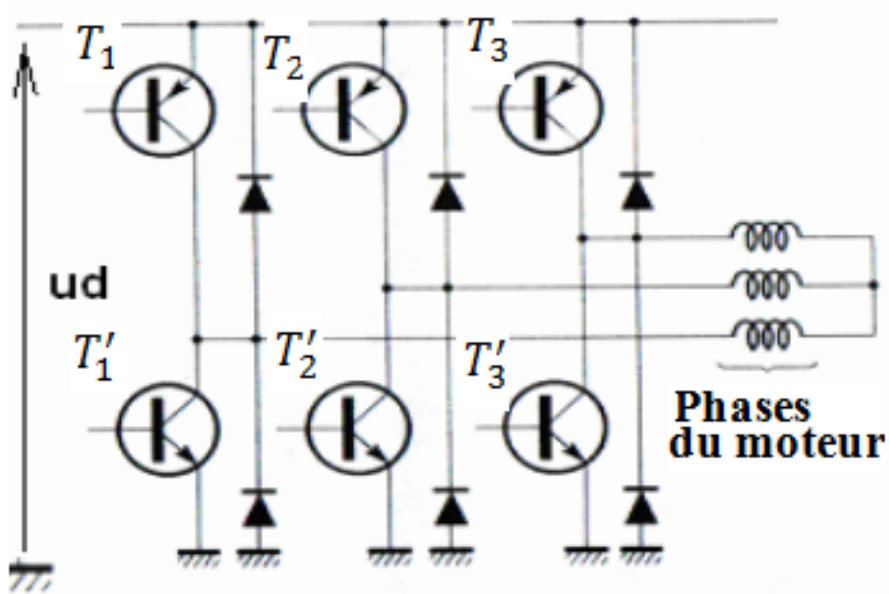 T₁ T₂ T₃
ud
T′₁ T′₂ T′₃
Phases
du moteur